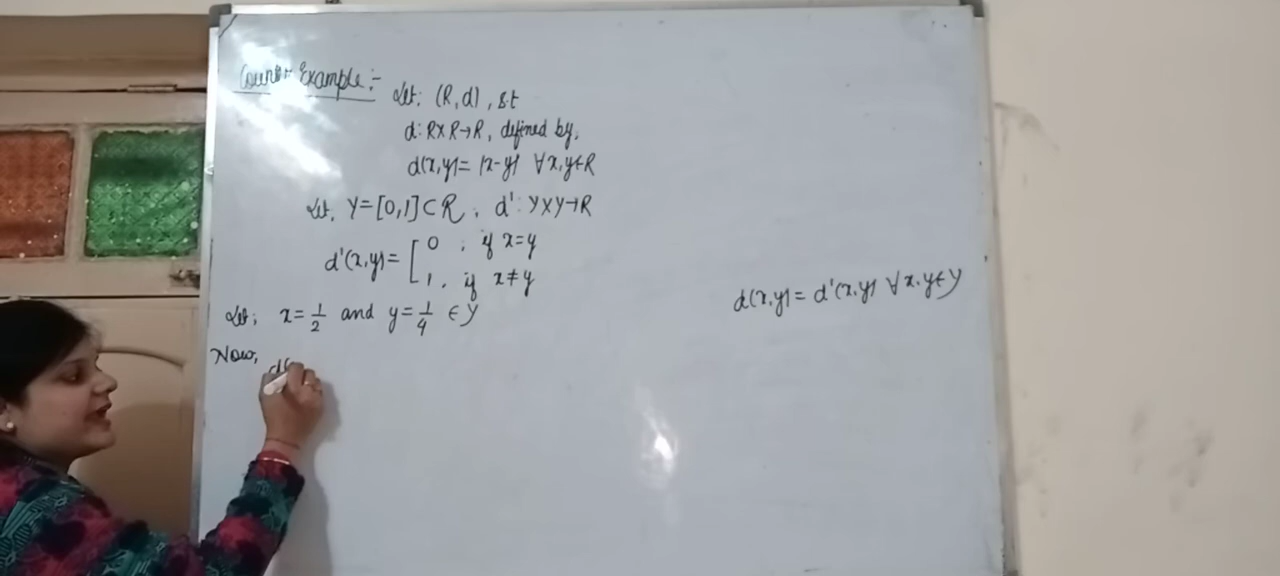 Counter Example:-
Let; (R,d), s.t
d: R×R→R, defined by,
d(x,y)= |x-y| ∀x,y∈R
Let, Y=[0,1]⊂R, d': Y×Y→R
d'(x,y)= [ 0 , if x=y
1, if x≠y
Let; x=1/2 and y=1/4 ∈ Y
Now, d(
d(x,y)= d'(x,y) ∀x,y∈Y